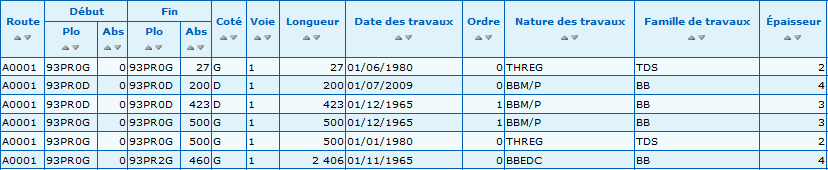 Route Début Fin Coté Voie Longueur Date des travaux Ordre Nature des travaux Famille de travaux Épaisseur
Plo Abs Plo Abs
A0001 93PR0G 0 93PR0G 27 G 1 27 01/06/1980 0 THREG TDS 2
A0001 93PR0D 0 93PR0D 200 D 1 200 01/07/2009 0 BBM/P BB 4
A0001 93PR0D 0 93PR0D 423 D 1 423 01/12/1965 1 BBM/P BB 3
A0001 93PR0G 0 93PR0G 500 G 1 500 01/12/1965 1 BBM/P BB 3
A0001 93PR0G 0 93PR0G 500 G 1 500 01/01/1980 0 THREG TDS 2
A0001 93PR0G 0 93PR2G 460 G 1 2 406 01/11/1965 0 BBEDC BB 4